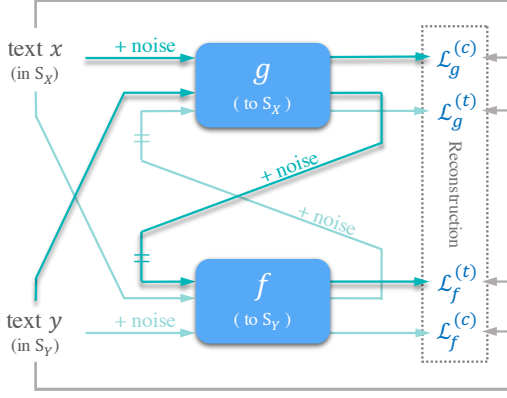 text x
(in S_X)
+ noise
g
( to S_X )
ℒ_g^(c)
ℒ_g^(t)
Reconstruction
+ noise
+ noise
f
( to S_Y )
ℒ_f^(t)
ℒ_f^(c)
text y
(in S_Y)
+ noise